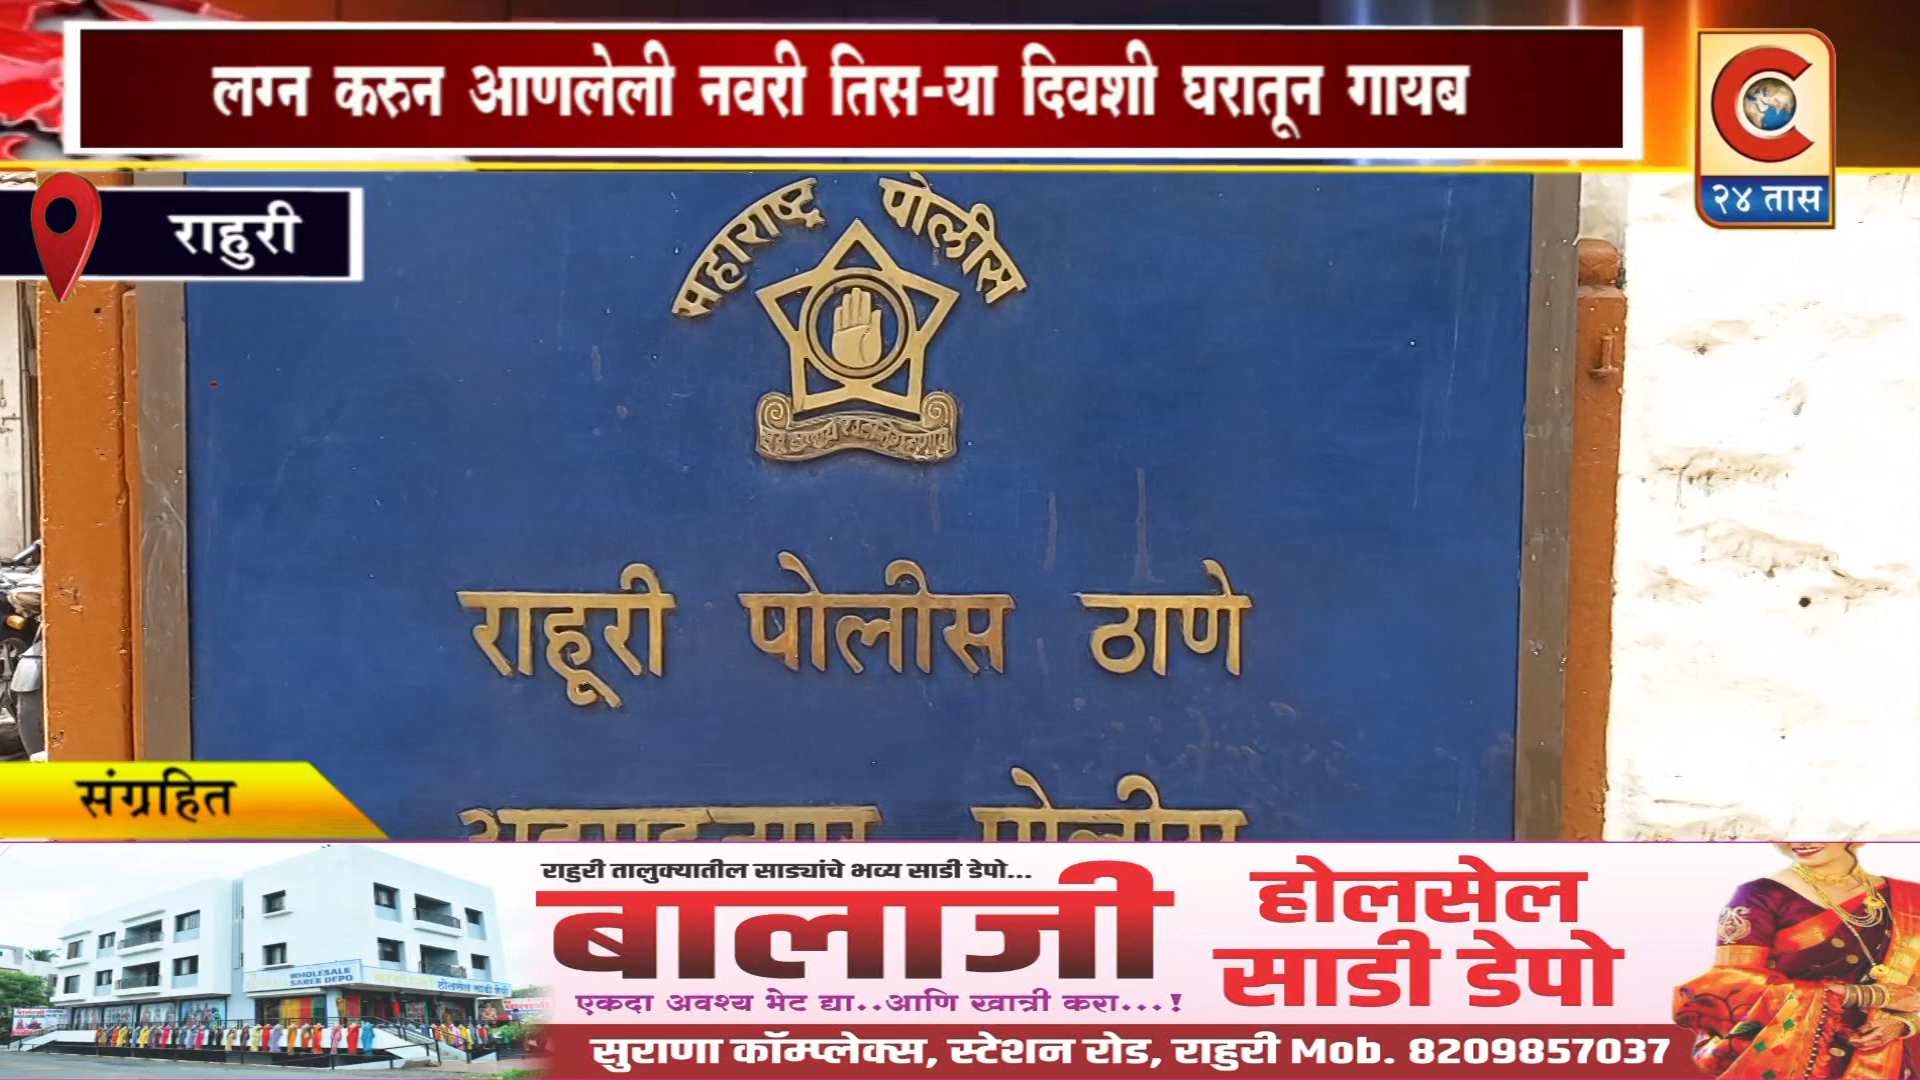 लग्न करुन आणलेली नवरी तिस-या दिवशी घरातून गायब
२४ तास
राहुरी
महाराष्ट्र पोलीस
राहूरी पोलीस ठाणे
संग्रहित
राहुरी तालुक्यातील साड्यांचे भव्य साडी डेपो...
बालाजी
होलसेल
साडी डेपो
एकदा अवश्य भेट द्या..आणि खात्री करा...!
सुराणा कॉम्प्लेक्स, स्टेशन रोड, राहुरी Mob. 8209857037
WHOLESALE
SAREE DEPO
होलसेल साडी डेपो